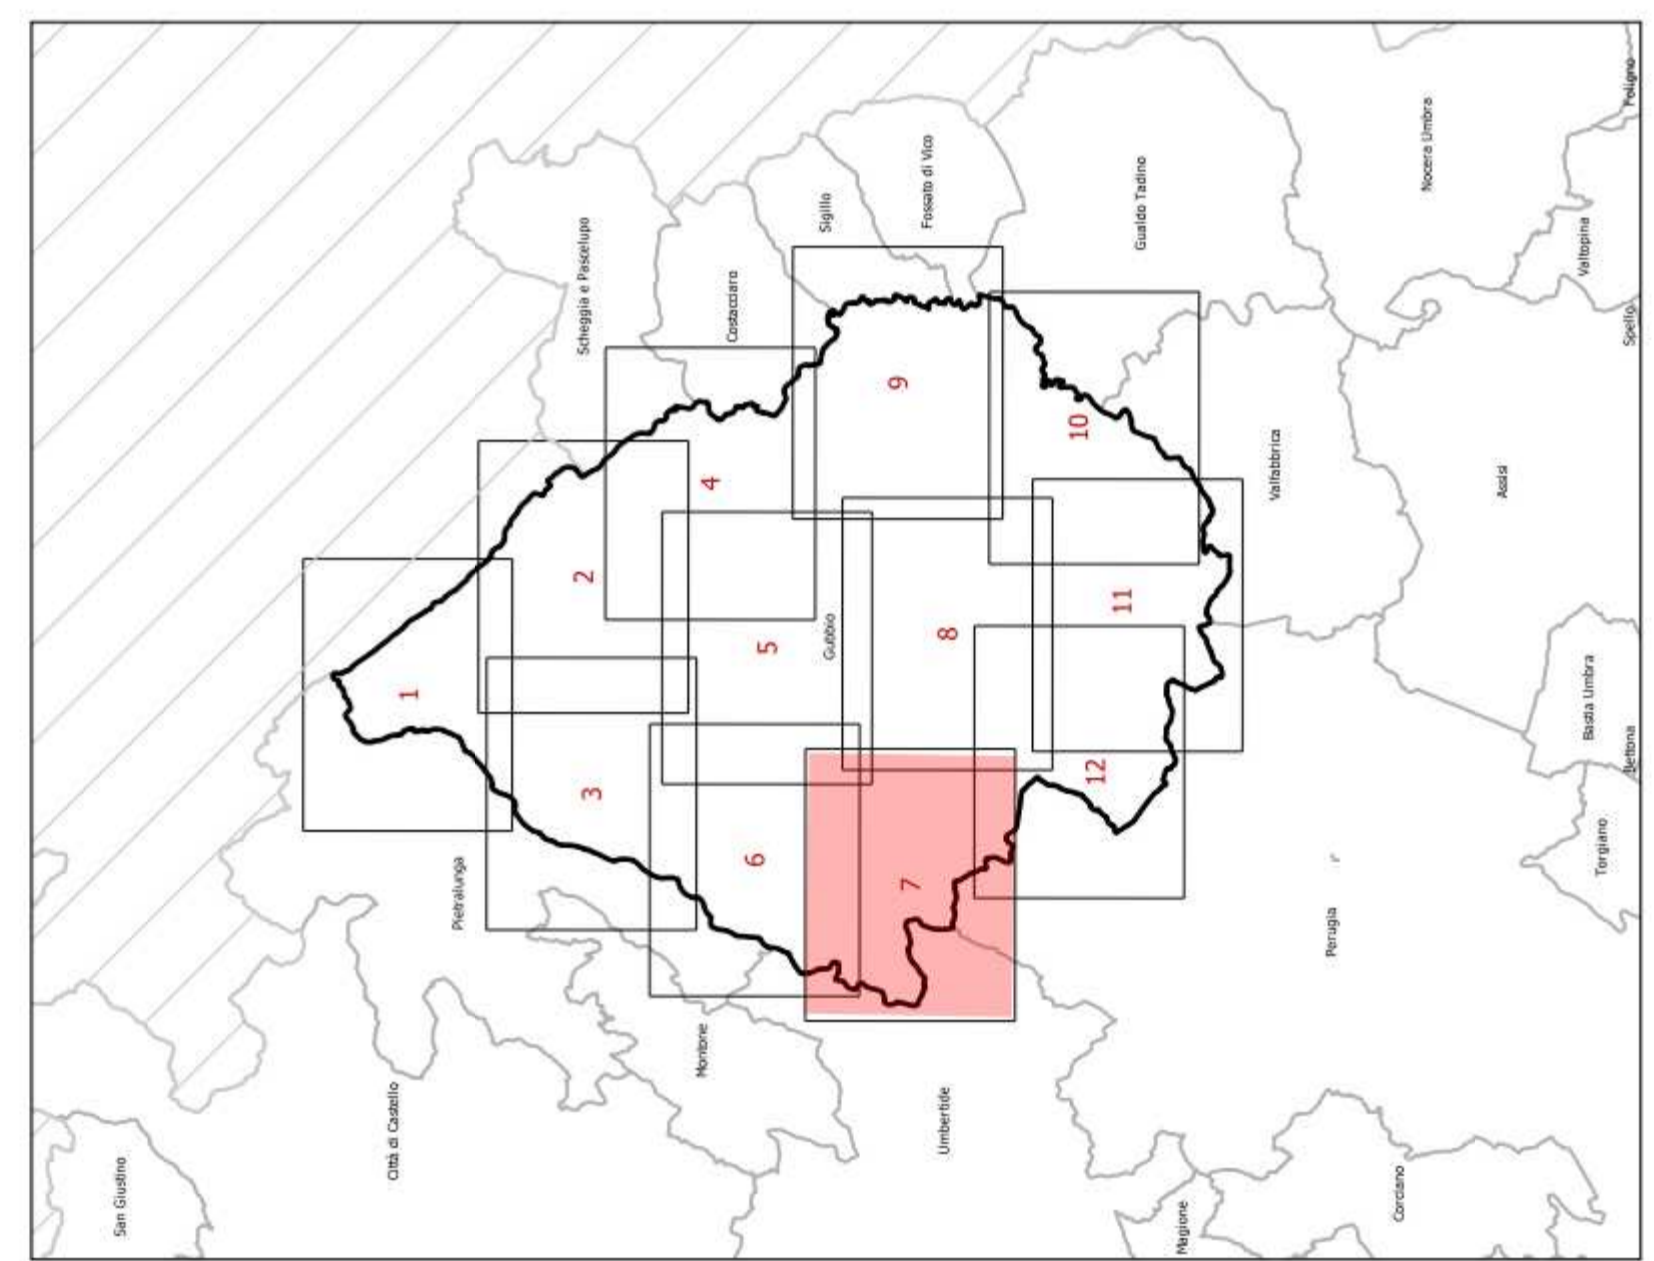 Scheggia e Pascelupo
Costacciaro
Sigillo
Fossato di Vico
Gualdo Tadino
Nocera Umbra
Foligno
Valtopina
Spello
1
2
3
4
5
6
7
8
9
10
11
12
Gubbio
Pietralunga
Valfabbrica
Assisi
Bastia Umbra
Bettona
Torgiano
Perugia
Montone
Umbertide
Città di Castello
San Giustino
Magione
Corciano